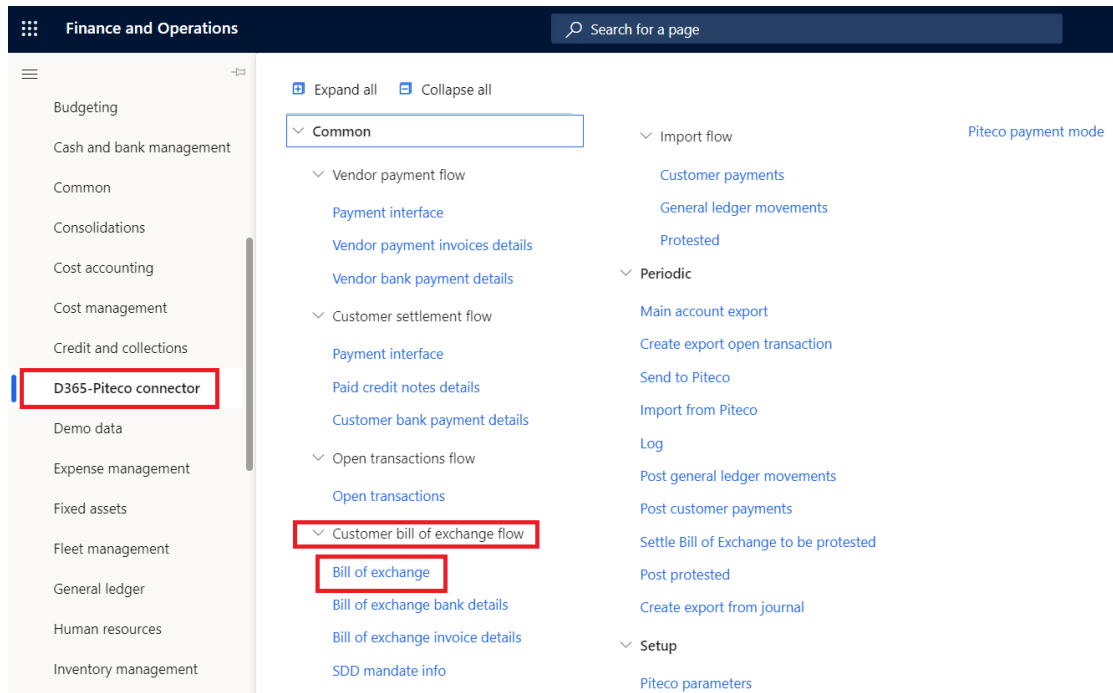 Finance and Operations
Search for a page
Budgeting
Cash and bank management
Common
Consolidations
Cost accounting
Cost management
Credit and collections
D365-Piteco connector
Demo data
Expense management
Fixed assets
Fleet management
General ledger
Human resources
Inventory management
Expand all
Collapse all
Common
Vendor payment flow
Payment interface
Vendor payment invoices details
Vendor bank payment details
Customer settlement flow
Payment interface
Paid credit notes details
Customer bank payment details
Open transactions flow
Open transactions
Customer bill of exchange flow
Bill of exchange
Bill of exchange bank details
Bill of exchange invoice details
SDD mandate info
Import flow
Customer payments
General ledger movements
Protested
Periodic
Main account export
Create export open transaction
Send to Piteco
Import from Piteco
Log
Post general ledger movements
Post customer payments
Settle Bill of Exchange to be protested
Post protested
Create export from journal
Setup
Piteco parameters
Piteco payment mode